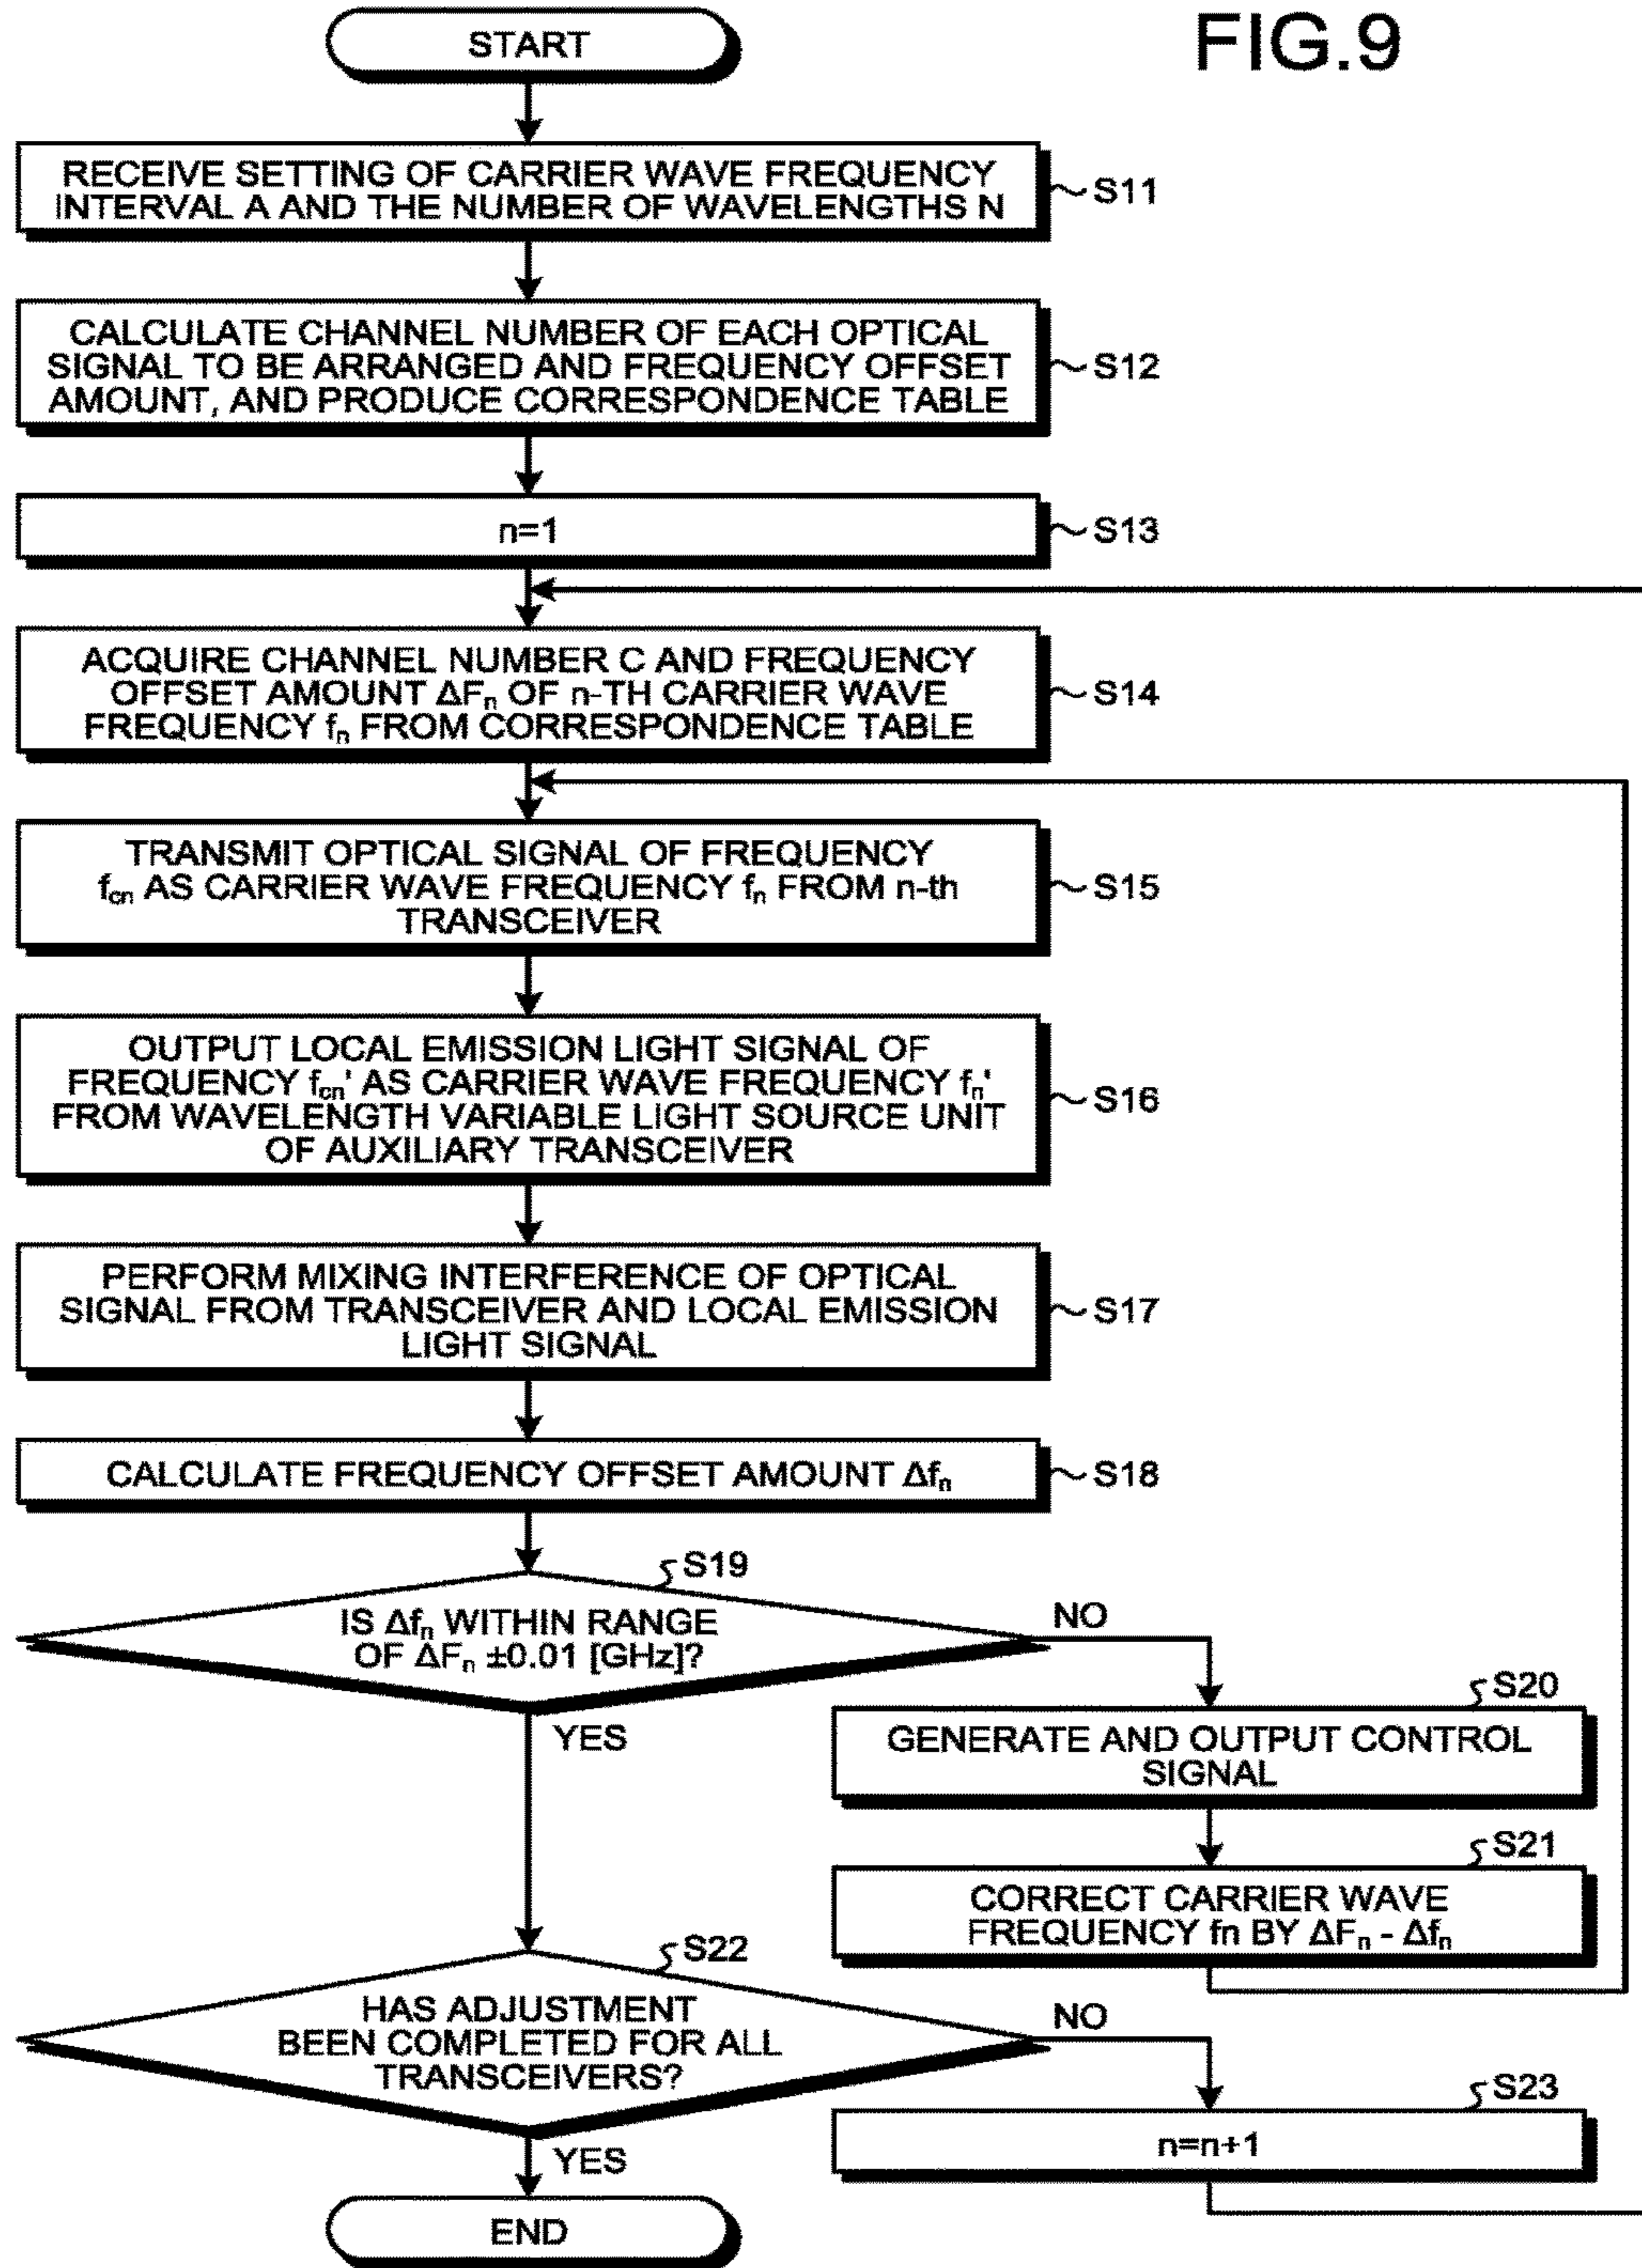 FIG.9
START
RECEIVE SETTING OF CARRIER WAVE FREQUENCY
INTERVAL A AND THE NUMBER OF WAVELENGTHS N
S11
CALCULATE CHANNEL NUMBER OF EACH OPTICAL
SIGNAL TO BE ARRANGED AND FREQUENCY OFFSET
AMOUNT, AND PRODUCE CORRESPONDENCE TABLE
S12
n=1
S13
ACQUIRE CHANNEL NUMBER C AND FREQUENCY
OFFSET AMOUNT ΔFn OF n-TH CARRIER WAVE
FREQUENCY fn FROM CORRESPONDENCE TABLE
S14
TRANSMIT OPTICAL SIGNAL OF FREQUENCY
fcn AS CARRIER WAVE FREQUENCY fn FROM n-th
TRANSCEIVER
S15
OUTPUT LOCAL EMISSION LIGHT SIGNAL OF
FREQUENCY fcn' AS CARRIER WAVE FREQUENCY fn'
FROM WAVELENGTH VARIABLE LIGHT SOURCE UNIT
OF AUXILIARY TRANSCEIVER
S16
PERFORM MIXING INTERFERENCE OF OPTICAL
SIGNAL FROM TRANSCEIVER AND LOCAL EMISSION
LIGHT SIGNAL
S17
CALCULATE FREQUENCY OFFSET AMOUNT Δfn
S18
S19
IS Δfn WITHIN RANGE
OF ΔFn ±0.01 [GHz]?
NO
YES
S20
GENERATE AND OUTPUT CONTROL
SIGNAL
S21
CORRECT CARRIER WAVE
FREQUENCY fn BY ΔFn - Δfn
S22
HAS ADJUSTMENT
BEEN COMPLETED FOR ALL
TRANSCEIVERS?
NO
YES
S23
n=n+1
END